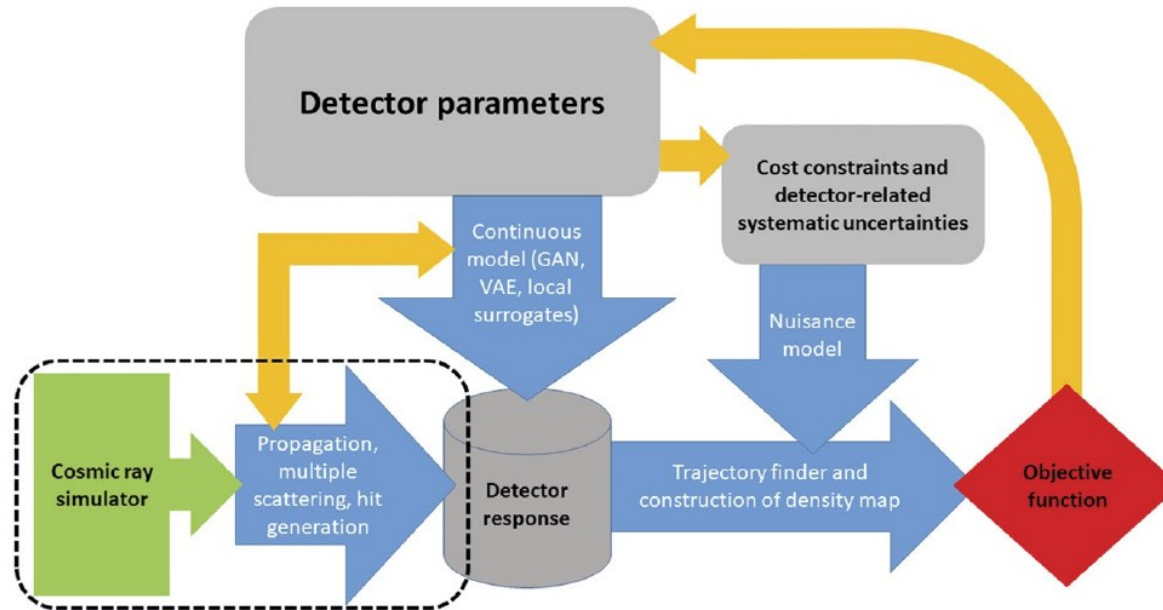 Detector parameters
Cost constraints and
detector-related
systematic uncertainties
Continuous
model (GAN,
VAE, local
surrogates)
Nuisance
model
Cosmic ray
simulator
Propagation,
multiple
scattering, hit
generation
Detector
response
Trajectory finder and
construction of density map
Objective
function